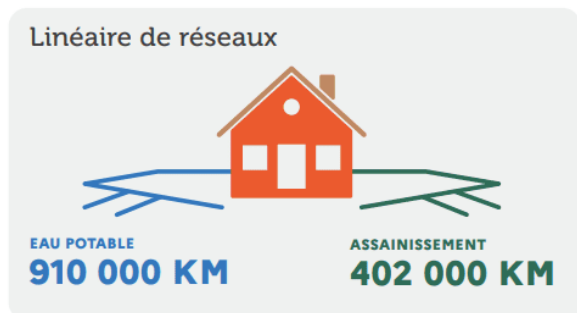 Linéaire de réseaux
EAU POTABLE
910 000 KM
ASSAINISSEMENT
402 000 KM